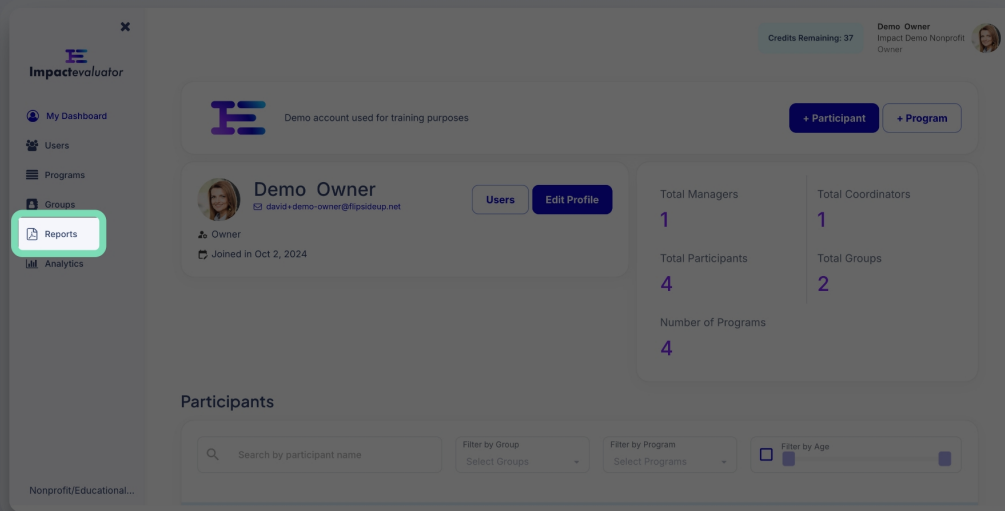 Impactevaluator
My Dashboard
Users
Programs
Groups
Reports
Analytics
Nonprofit/Educational...
Credits Remaining: 37
Demo Owner
Impact Demo Nonprofit
Owner
Demo account used for training purposes
+ Participant
+ Program
Demo Owner
david+demo-owner@flipsideup.net
Users
Edit Profile
Owner
Joined in Oct 2, 2024
Total Managers
1
Total Coordinators
1
Total Participants
4
Total Groups
2
Number of Programs
4
Participants
Search by participant name
Filter by Group
Select Groups
Filter by Program
Select Programs
Filter by Age